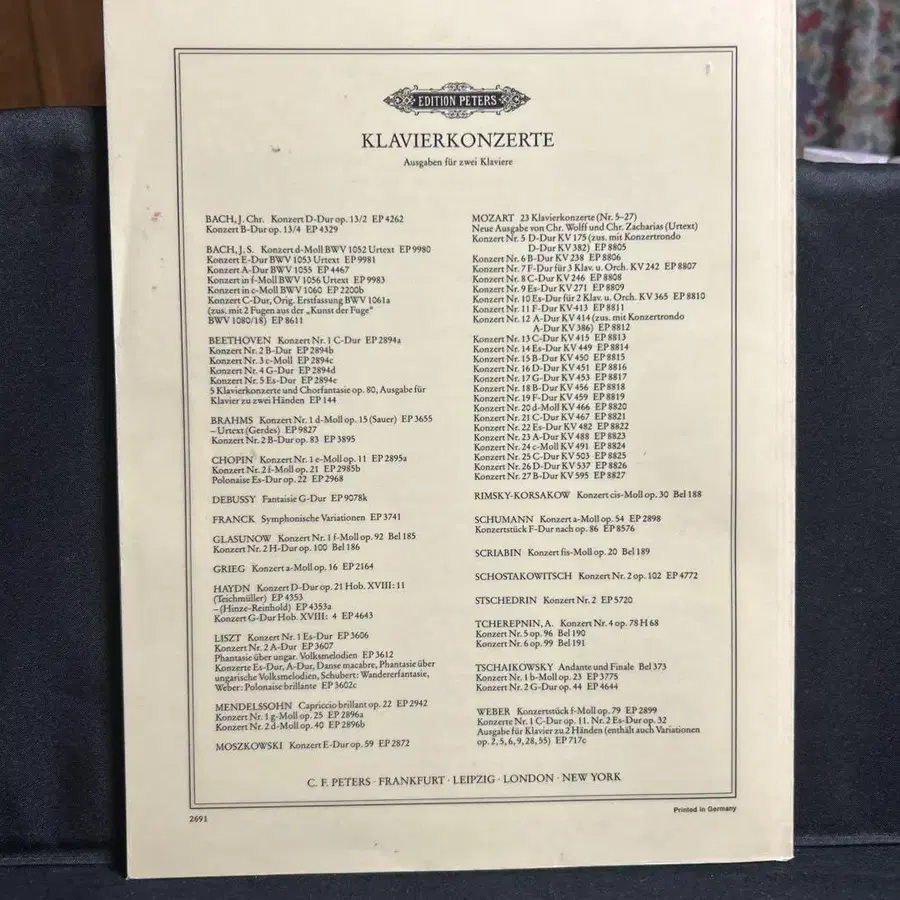 EDITION PETERS
KLAVIERKONZERTE
Ausgaben für zwei Klaviere
BACH, J. Chr. Konzert D-Dur op. 13/2 EP 4262
Konzert B-Dur op. 13/4 EP 4329
BACH, J. S. Konzert d-Moll BWV 1052 Urtext EP 9980
Konzert E-Dur BWV 1053 Urtext EP 9981
Konzert A-Dur BWV 1055 EP 4467
Konzert in f-Moll BWV 1056 Urtext EP 9983
Konzert in c-Moll BWV 1060 EP 2200b
Konzert C-Dur, Orig. Erstfassung BWV 1061a
(zus. mit 2 Fugen aus der „Kunst der Fuge"
BWV 1080/18) EP 8611
BEETHOVEN Konzert Nr. 1 C-Dur EP 2894a
Konzert Nr. 2 B-Dur EP 2894b
Konzert Nr. 3 c-Moll EP 2894c
Konzert Nr. 4 G-Dur EP 2894d
Konzert Nr. 5 Es-Dur EP 2894e
5 Klavierkonzerte und Chorfantasie op. 80, Ausgabe für
Klavier zu zwei Händen EP 144
BRAHMS Konzert Nr. 1 d-Moll op. 15 (Sauer) EP 3655
– Urtext (Gerdes) EP 9827
Konzert Nr. 2 B-Dur op. 83 EP 3895
CHOPIN Konzert Nr. 1 e-Moll op. 11 EP 2895a
Konzert Nr. 2 f-Moll op. 21 EP 2985b
Polonaise Es-Dur op. 22 EP 2968
DEBUSSY Fantaisie G-Dur EP 9078k
FRANCK Symphonische Variationen EP 3741
GLASUNOW Konzert Nr. 1 f-Moll op. 92 Bel 185
Konzert Nr. 2 H-Dur op. 100 Bel 186
GRIEG Konzert a-Moll op. 16 EP 2164
HAYDN Konzert D-Dur op. 21 Hob. XVIII: 11
(Teichmüller) EP 4353
– (Hinze-Reinhold) EP 4353a
Konzert G-Dur Hob. XVIII: 4 EP 4643
LISZT Konzert Nr. 1 Es-Dur EP 3606
Konzert Nr. 2 A-Dur EP 3607
Phantasie über ungar. Volksmelodien EP 3612
Konzerte Es-Dur, A-Dur, Danse macabre, Phantasie über
ungarische Volksmelodien, Schubert: Wandererfantasie,
Weber: Polonaise brillante EP 3602c
MENDELSSOHN Capriccio brillant op. 22 EP 2942
Konzert Nr. 1 g-Moll op. 25 EP 2896a
Konzert Nr. 2 d-Moll op. 40 EP 2896b
MOSZKOWSKI Konzert E-Dur op. 59 EP 2872
MOZART 23 Klavierkonzerte (Nr. 5–27)
Neue Ausgabe von Chr. Wolff und Chr. Zacharias (Urtext)
Konzert Nr. 5 D-Dur KV 175 (zus. mit Konzertrondo
D-Dur KV 382) EP 8805
Konzert Nr. 6 B-Dur KV 238 EP 8806
Konzert Nr. 7 F-Dur für 3 Klav. u. Orch. KV 242 EP 8807
Konzert Nr. 8 C-Dur KV 246 EP 8808
Konzert Nr. 9 Es-Dur KV 271 EP 8809
Konzert Nr. 10 Es-Dur für 2 Klav. u. Orch. KV 365 EP 8810
Konzert Nr. 11 F-Dur KV 413 EP 8811
Konzert Nr. 12 A-Dur KV 414 (zus. mit Konzertrondo
A-Dur KV 386) EP 8812
Konzert Nr. 13 C-Dur KV 415 EP 8813
Konzert Nr. 14 Es-Dur KV 449 EP 8814
Konzert Nr. 15 B-Dur KV 450 EP 8815
Konzert Nr. 16 D-Dur KV 451 EP 8816
Konzert Nr. 17 G-Dur KV 453 EP 8817
Konzert Nr. 18 B-Dur KV 456 EP 8818
Konzert Nr. 19 F-Dur KV 459 EP 8819
Konzert Nr. 20 d-Moll KV 466 EP 8820
Konzert Nr. 21 C-Dur KV 467 EP 8821
Konzert Nr. 22 Es-Dur KV 482 EP 8822
Konzert Nr. 23 A-Dur KV 488 EP 8823
Konzert Nr. 24 c-Moll KV 491 EP 8824
Konzert Nr. 25 C-Dur KV 503 EP 8825
Konzert Nr. 26 D-Dur KV 537 EP 8826
Konzert Nr. 27 B-Dur KV 595 EP 8827
RIMSKY-KORSAKOW Konzert cis-Moll op. 30 Bel 188
SCHUMANN Konzert a-Moll op. 54 EP 2898
Konzertstück F-Dur nach op. 86 EP 8576
SCRIABIN Konzert fis-Moll op. 20 Bel 189
SCHOSTAKOWITSCH Konzert Nr. 2 op. 102 EP 4772
STSCHEDRIN Konzert Nr. 2 EP 5720
TCHEREPNIN, A. Konzert Nr. 4 op. 78 H 68
Konzert Nr. 5 op. 96 Bel 190
Konzert Nr. 6 op. 99 Bel 191
TSCHAIKOWSKY Andante und Finale Bel 373
Konzert Nr. 1 b-Moll op. 23 EP 3775
Konzert Nr. 2 G-Dur op. 44 EP 4644
WEBER Konzertstück f-Moll op. 79 EP 2899
Konzerte Nr. 1 C-Dur op. 11. Nr. 2 Es-Dur op. 32
Ausgabe für Klavier zu 2 Händen (enthält auch Variationen
op. 2, 5, 6, 9, 28, 55) EP 717c
C. F. PETERS · FRANKFURT · LEIPZIG · LONDON · NEW YORK
2691
Printed in Germany